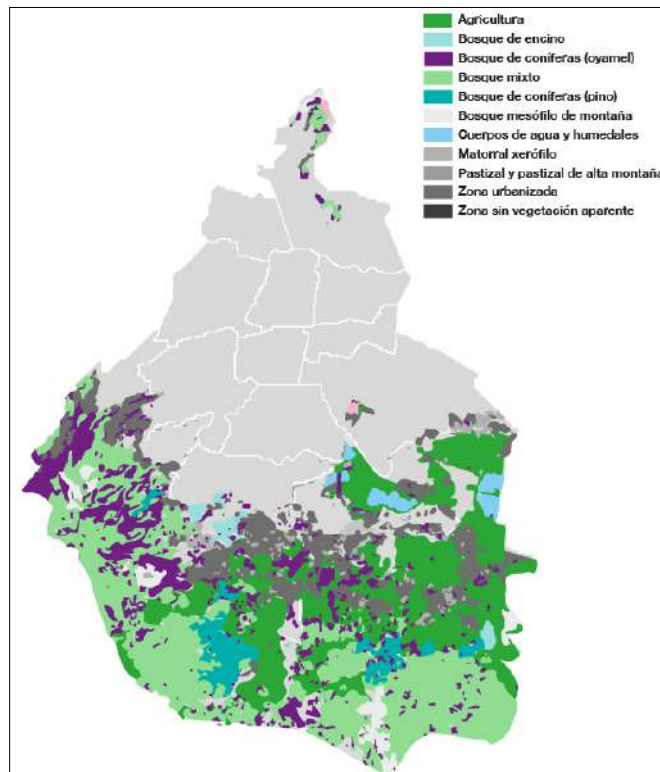 Agricultura
Bosque de encino
Bosque de coníferas (oyamel)
Bosque mixto
Bosque de coníferas (pino)
Bosque mesófilo de montaña
Cuerpos de agua y humedales
Matorral xerófilo
Pastizal y pastizal de alta montaña
Zona urbanizada
Zona sin vegetación aparente